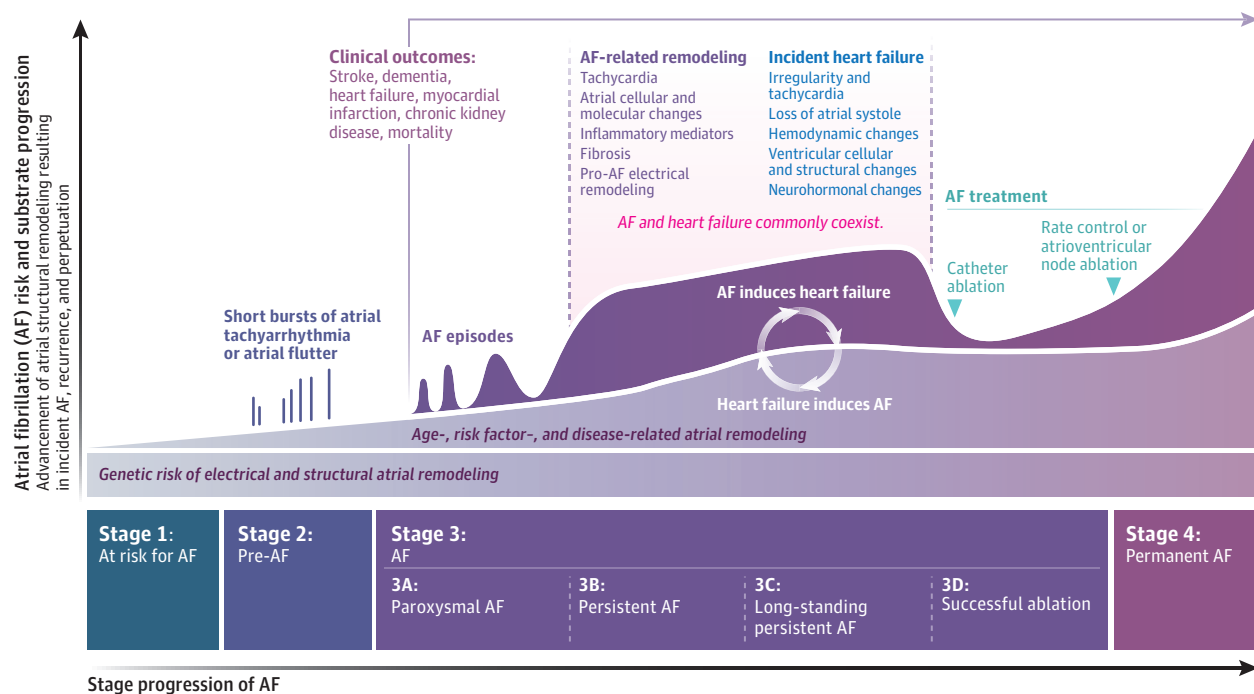 Atrial fibrillation (AF) risk and substrate progression
Advancement of atrial structural remodeling resulting
in incident AF, recurrence, and perpetuation
Clinical outcomes:
Stroke, dementia,
heart failure, myocardial
infarction, chronic kidney
disease, mortality
AF-related remodeling
Tachycardia
Atrial cellular and
molecular changes
Inflammatory mediators
Fibrosis
Pro-AF electrical
remodeling
Incident heart failure
Irregularity and
tachycardia
Loss of atrial systole
Hemodynamic changes
Ventricular cellular
and structural changes
Neurohormonal changes
AF and heart failure commonly coexist.
AF treatment
Catheter
ablation
Rate control or
atrioventricular
node ablation
Short bursts of atrial
tachyarrhythmia
or atrial flutter
AF episodes
AF induces heart failure
Heart failure induces AF
Age-, risk factor-, and disease-related atrial remodeling
Genetic risk of electrical and structural atrial remodeling
Stage 1:
At risk for AF
Stage 2:
Pre-AF
Stage 3:
AF
3A:
Paroxysmal AF
3B:
Persistent AF
3C:
Long-standing
persistent AF
3D:
Successful ablation
Stage 4:
Permanent AF
Stage progression of AF